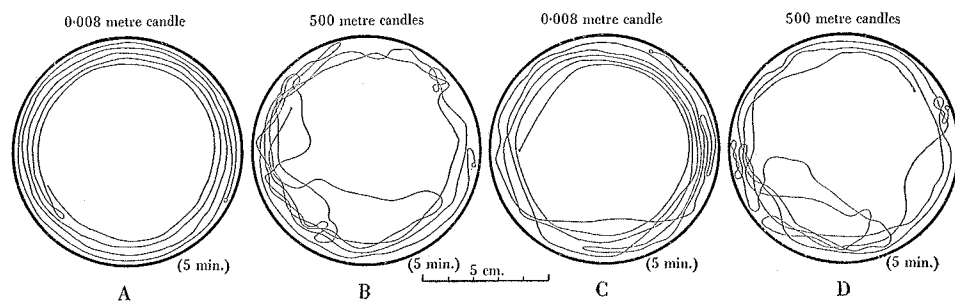 0·008 metre candle 500 metre candles 0·008 metre candle 500 metre candles
(5 min.) (5 min.) (5 min.) (5 min.)
5 cm.
A B C D